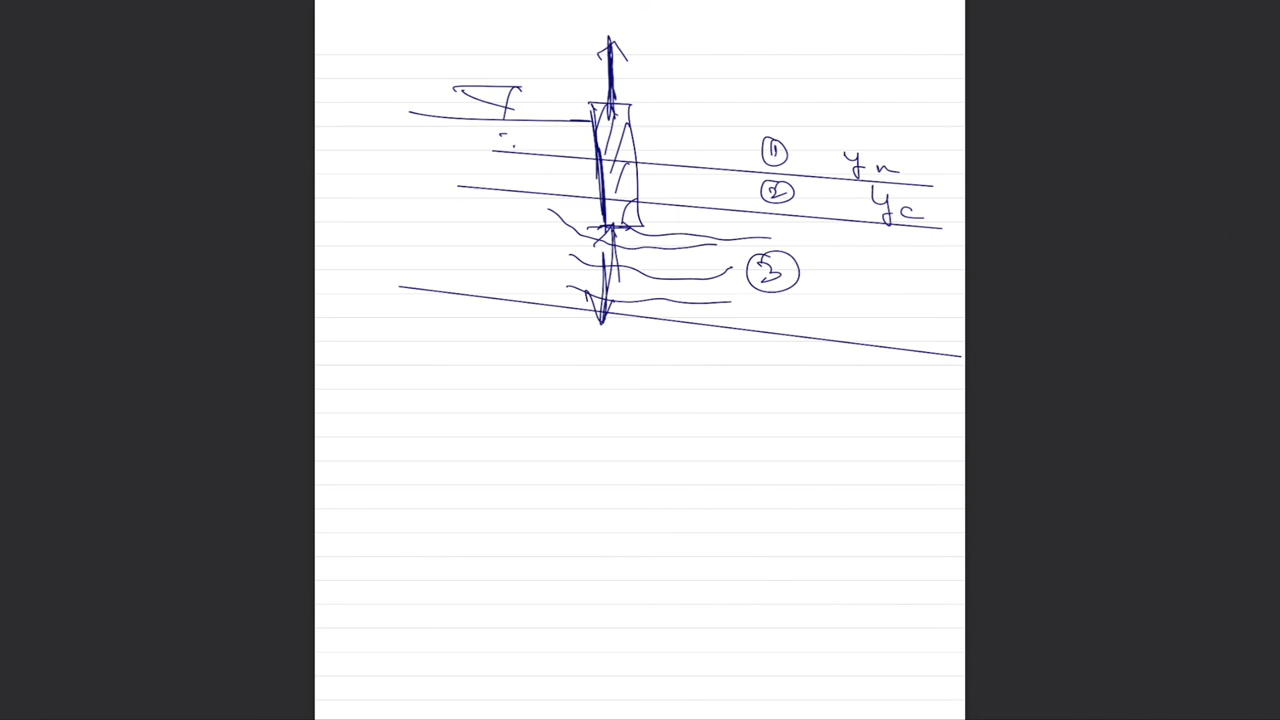 ①
yn
②
yc
③